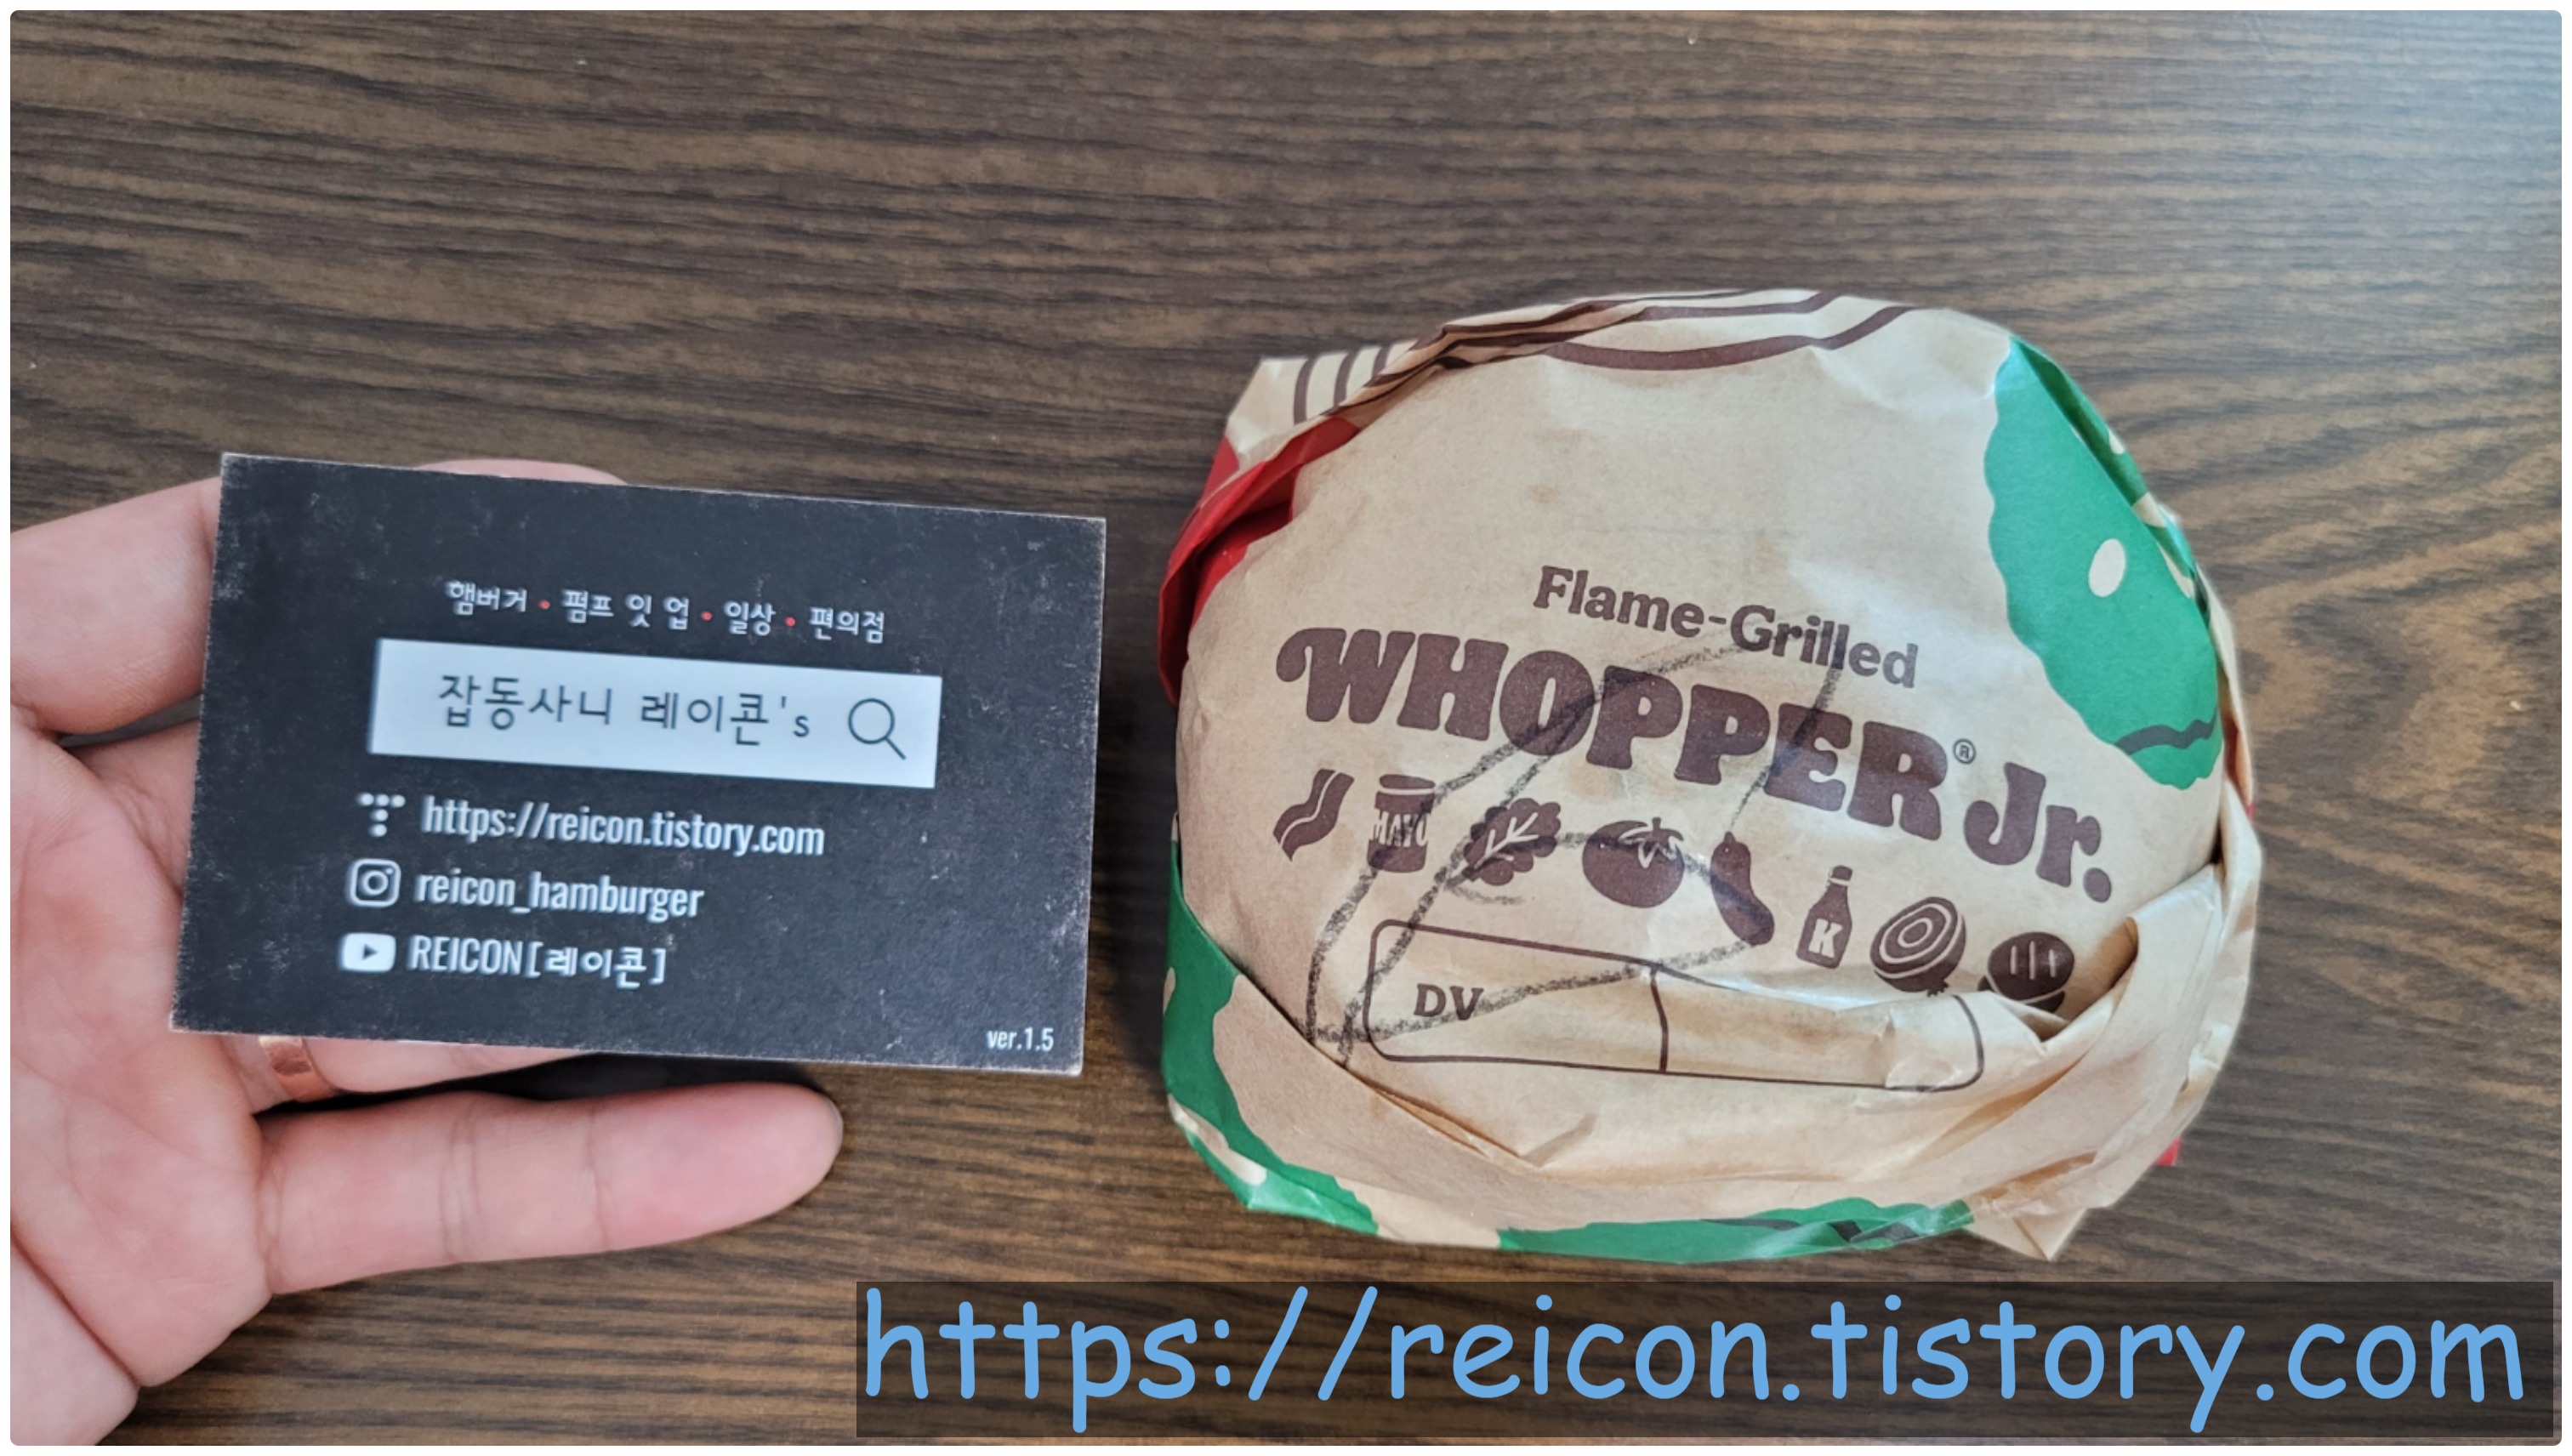 햄버거 • 펌프 잇 업 • 일상 • 편의점
잡동사니 레이콘's
https://reicon.tistory.com
reicon_hamburger
REICON[레이콘]
ver.1.5
Flame-Grilled
WHOPPER® Jr.
MAYO
K
DV
https://reicon.tistory.com